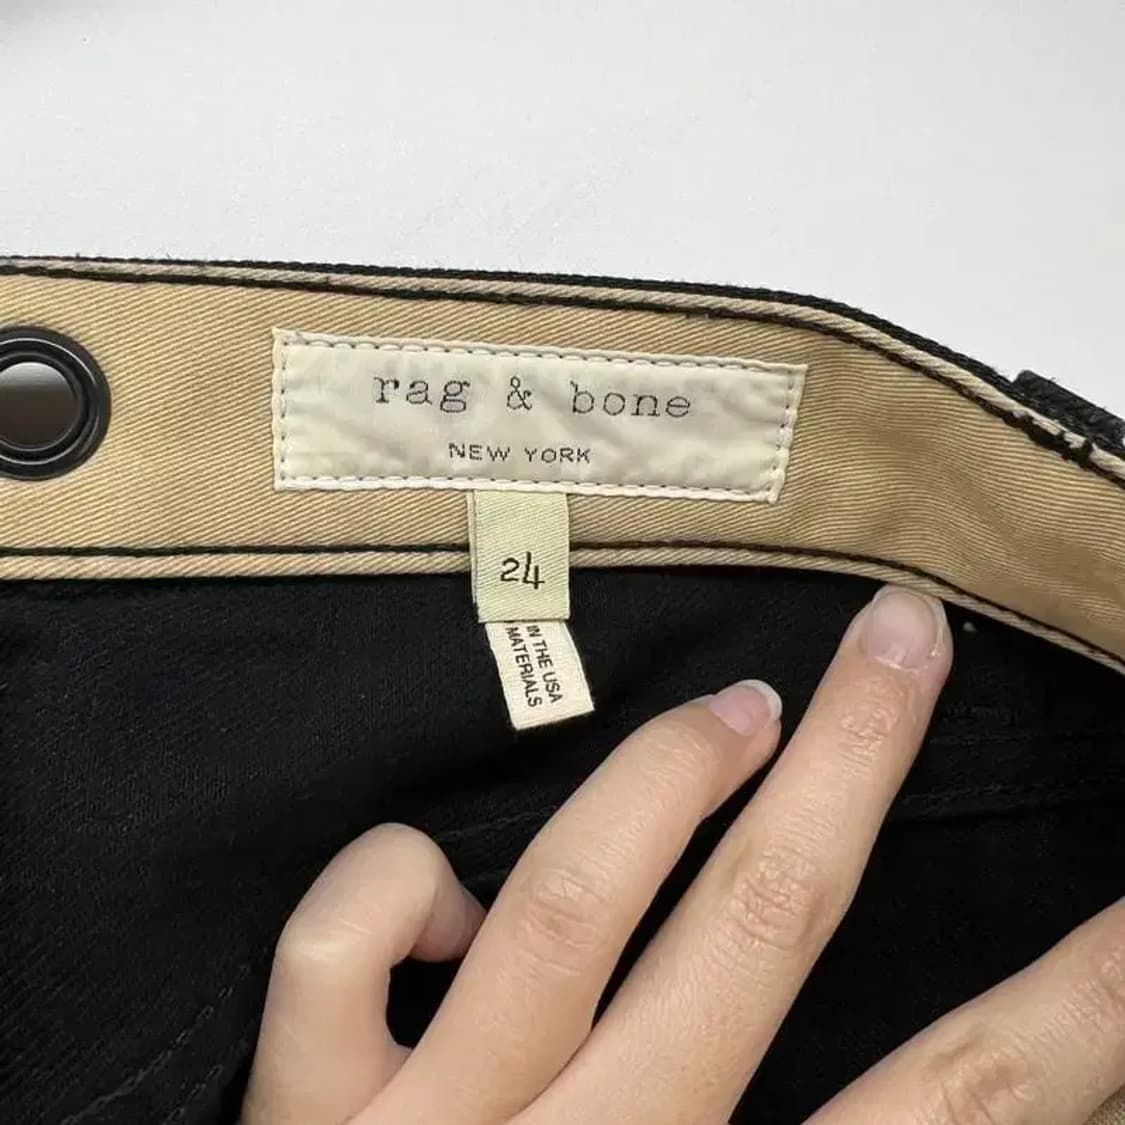 rag & bone
NEW YORK
24
IN THE USA
MATERIALS